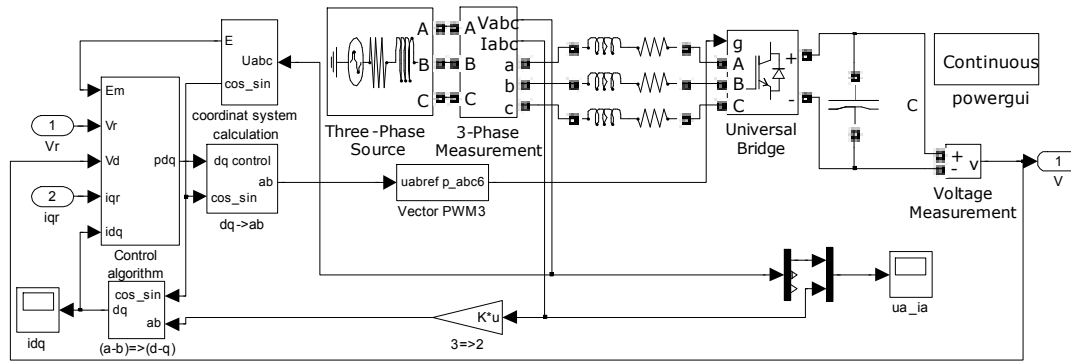 E
Uabc
cos_sin
coordinat system
calculation
Em
Vr
Vd
iqr
idq
pdq
Control
algorithm
1
Vr
2
iqr
dq control
ab
cos_sin
dq->ab
cos_sin
dq
ab
(a-b)=>(d-q)
idq
A
B
C
Three -Phase
Source
A
B
C
Vabc
Iabc
a
b
c
3-Phase
Measurement
uabref p_abc6
Vector PWM3
K*u
3=>2
g
A
B
C
+
-
Universal
Bridge
C
Continuous
powergui
+
-
v
Voltage
Measurement
1
V
ua_ia